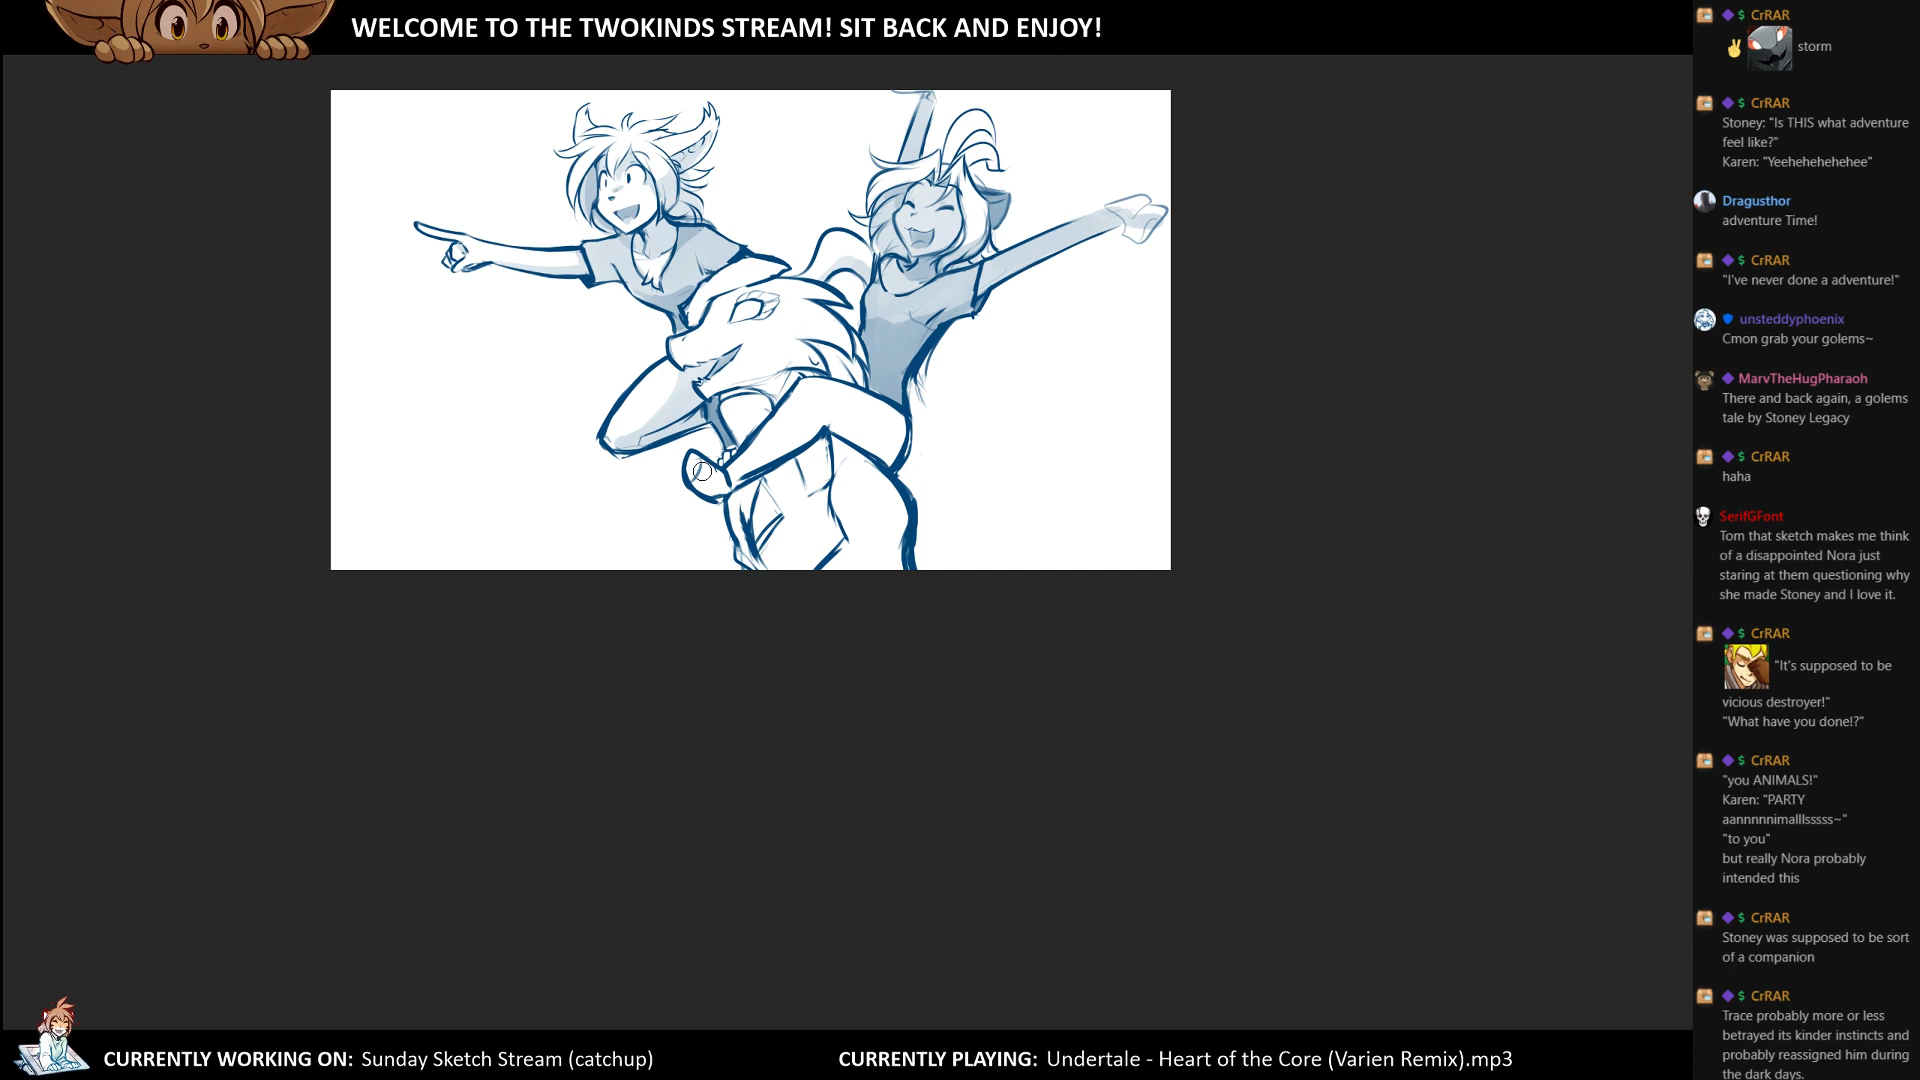 WELCOME TO THE TWOKINDS STREAM! SIT BACK AND ENJOY!
CrRAR
storm
CrRAR
Stoney: "Is THIS what adventure
feel like?"
Karen: "Yeehehehehehee"
Dragusthor
adventure Time!
CrRAR
"I've never done a adventure!"
unsteddyphoenix
Cmon grab your golems~
MarvTheHugPharaoh
There and back again, a golems
tale by Stoney Legacy
CrRAR
haha
SerifGFont
Tom that sketch makes me think
of a disappointed Nora just
staring at them questioning why
she made Stoney and I love it.
CrRAR
"It's supposed to be
vicious destroyer!"
"What have you done!?"
CrRAR
"you ANIMALS!"
Karen: "PARTY
aannnnnimalllsssss~"
"to you"
but really Nora probably
intended this
CrRAR
Stoney was supposed to be sort
of a companion
CrRAR
Trace probably more or less
betrayed its kinder instincts and
probably reassigned him during
the dark days.
CURRENTLY WORKING ON: Sunday Sketch Stream (catchup)
CURRENTLY PLAYING: Undertale - Heart of the Core (Varien Remix).mp3